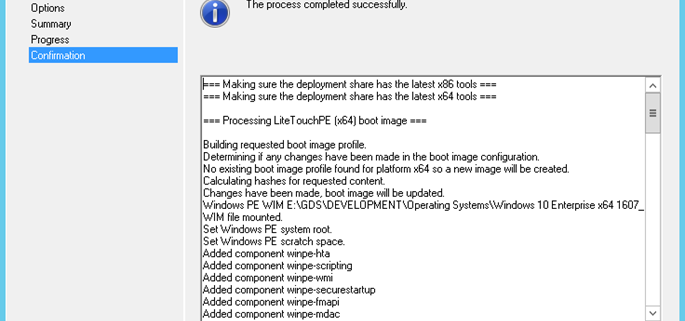 Options
Summary
Progress
Confirmation
The process completed successfully.
=== Making sure the deployment share has the latest x86 tools ===
=== Making sure the deployment share has the latest x64 tools ===
=== Processing LiteTouchPE (x64) boot image ===
Building requested boot image profile.
Determining if any changes have been made in the boot image configuration.
No existing boot image profile found for platform x64 so a new image will be created.
Calculating hashes for requested content.
Changes have been made, boot image will be updated.
Windows PE WIM E:\GDS\DEVELOPMENT\Operating Systems\Windows 10 Enterprise x64 1607_
WIM file mounted.
Set Windows PE system root.
Set Windows PE scratch space.
Added component winpe-hta
Added component winpe-scripting
Added component winpe-wmi
Added component winpe-securestartup
Added component winpe-fmapi
Added component winpe-mdac